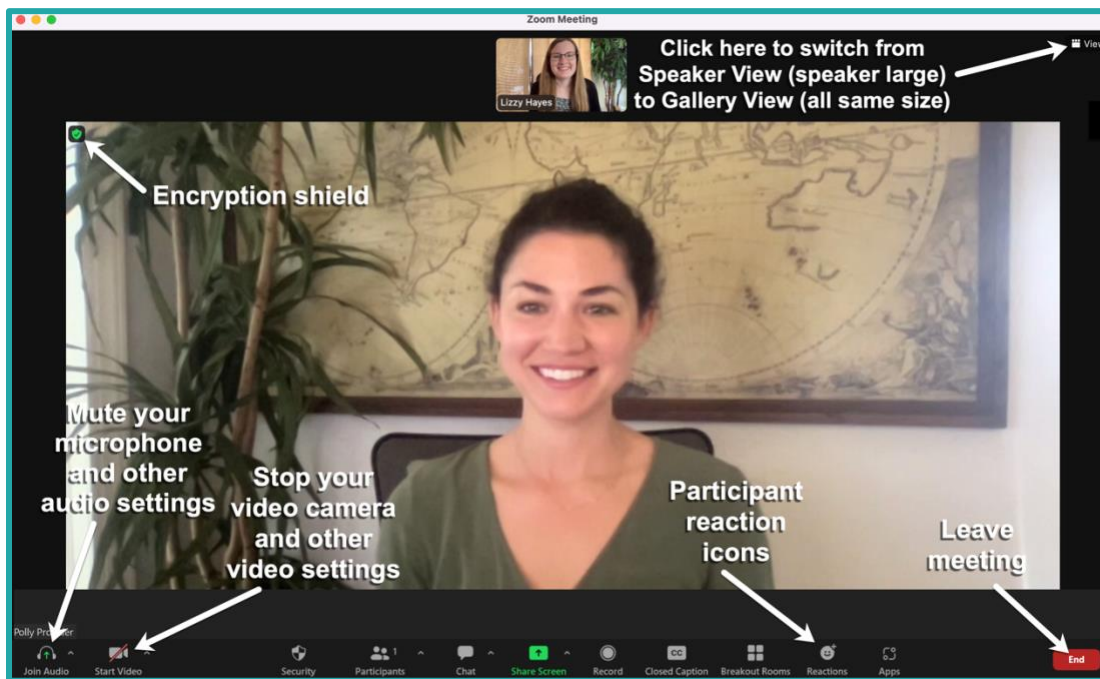 Zoom Meeting
Click here to switch from
Speaker View (speaker large)
to Gallery View (all same size)
View
Lizzy Hayes
Encryption shield
Mute your
microphone
and other
audio settings
Stop your
video camera
and other
video settings
Participant
reaction
icons
Leave
meeting
Join Audio
Start Video
Security
Participants
1
Chat
Share Screen
Record
CC
Closed Caption
Breakout Rooms
Reactions
Apps
End
Polly